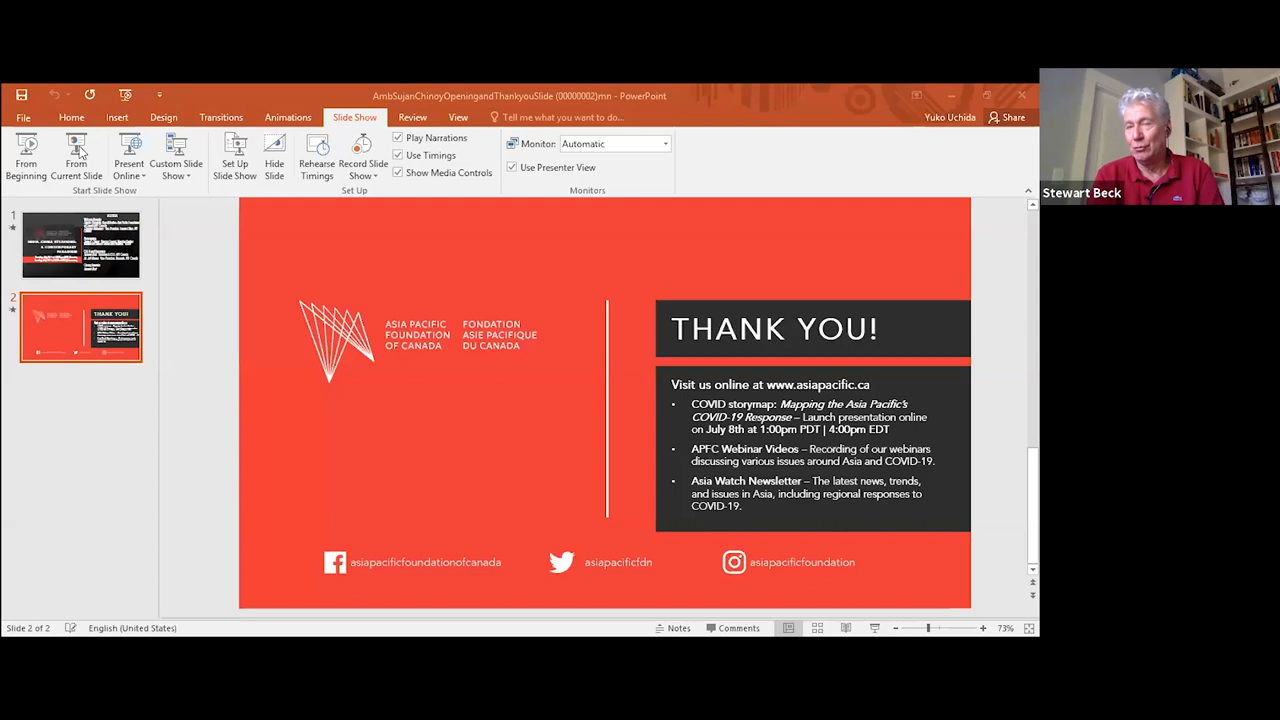 AmbSujanChinoyOpeningandThankyouSlide (00000002)mn - PowerPoint
File Home Insert Design Transitions Animations Slide Show Review View Tell me what you want to do... Yuko Uchida Share
From Beginning
From Current Slide
Present Online
Custom Slide Show
Set Up Slide Show
Hide Slide
Rehearse Timings
Record Slide Show
Play Narrations
Use Timings
Show Media Controls
Monitor: Automatic
Use Presenter View
Start Slide Show Set Up Monitors
Stewart Beck
1
2
THANK YOU!
ASIA PACIFIC
FOUNDATION
OF CANADA
FONDATION
ASIE PACIFIQUE
DU CANADA
THANK YOU!
Visit us online at www.asiapacific.ca
• COVID storymap: Mapping the Asia Pacific's
COVID-19 Response – Launch presentation online
on July 8th at 1:00pm PDT | 4:00pm EDT
• APFC Webinar Videos – Recording of our webinars
discussing various issues around Asia and COVID-19.
• Asia Watch Newsletter – The latest news, trends,
and issues in Asia, including regional responses to
COVID-19.
asiapacificfoundationofcanada asiapacificfdn asiapacificfoundation
Slide 2 of 2 English (United States) Notes Comments 73%